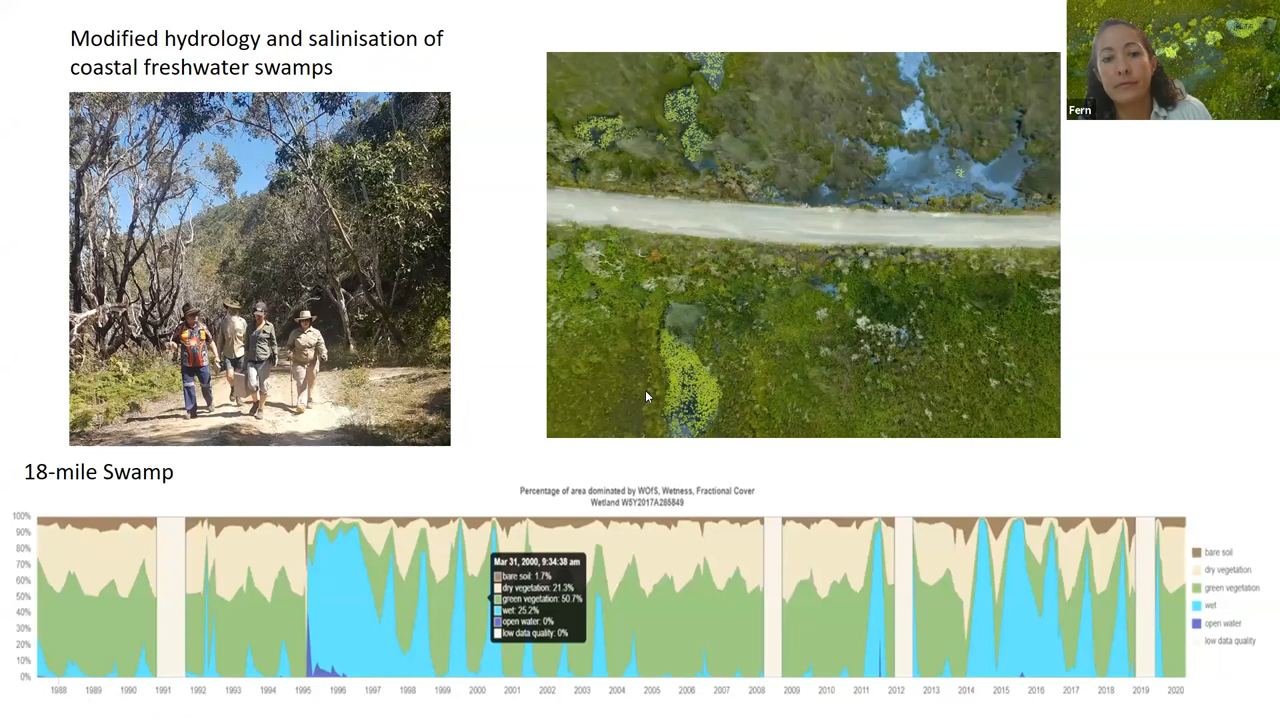 Modified hydrology and salinisation of
coastal freshwater swamps
Fern
18-mile Swamp
Percentage of area dominated by WOfS, Wetness, Fractional Cover
Wetland W5Y2017A285849
100%
90%
80%
70%
60%
50%
40%
30%
20%
10%
0%
Mar 31, 2000, 9:34:38 am
bare soil: 1.7%
dry vegetation: 21.3%
green vegetation: 50.7%
wet: 25.2%
open water: 0%
low data quality: 0%
bare soil
dry vegetation
green vegetation
wet
open water
low data quality
1988 1989 1990 1991 1992 1993 1994 1995 1996 1997 1998 1999 2000 2001 2002 2003 2004 2005 2006 2007 2008 2009 2010 2011 2012 2013 2014 2015 2016 2017 2018 2019 2020